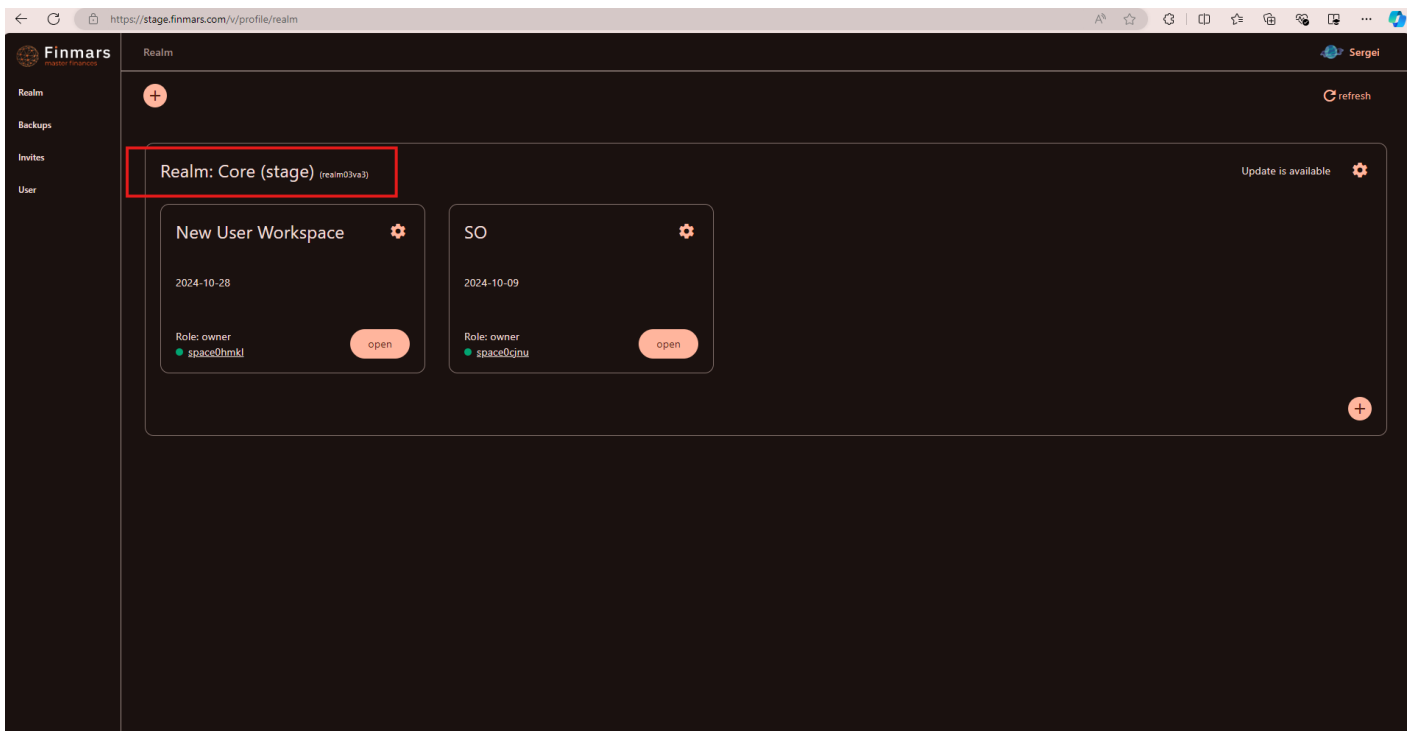 https://stage.finmars.com/v/profile/realm
Finmars
master finances
Realm
Sergei
Realm
Backups
Invites
User
refresh
Realm: Core (stage) (realm03va3)
Update is available
New User Workspace
2024-10-28
Role: owner
space0hmkl
open
SO
2024-10-09
Role: owner
space0cjnu
open